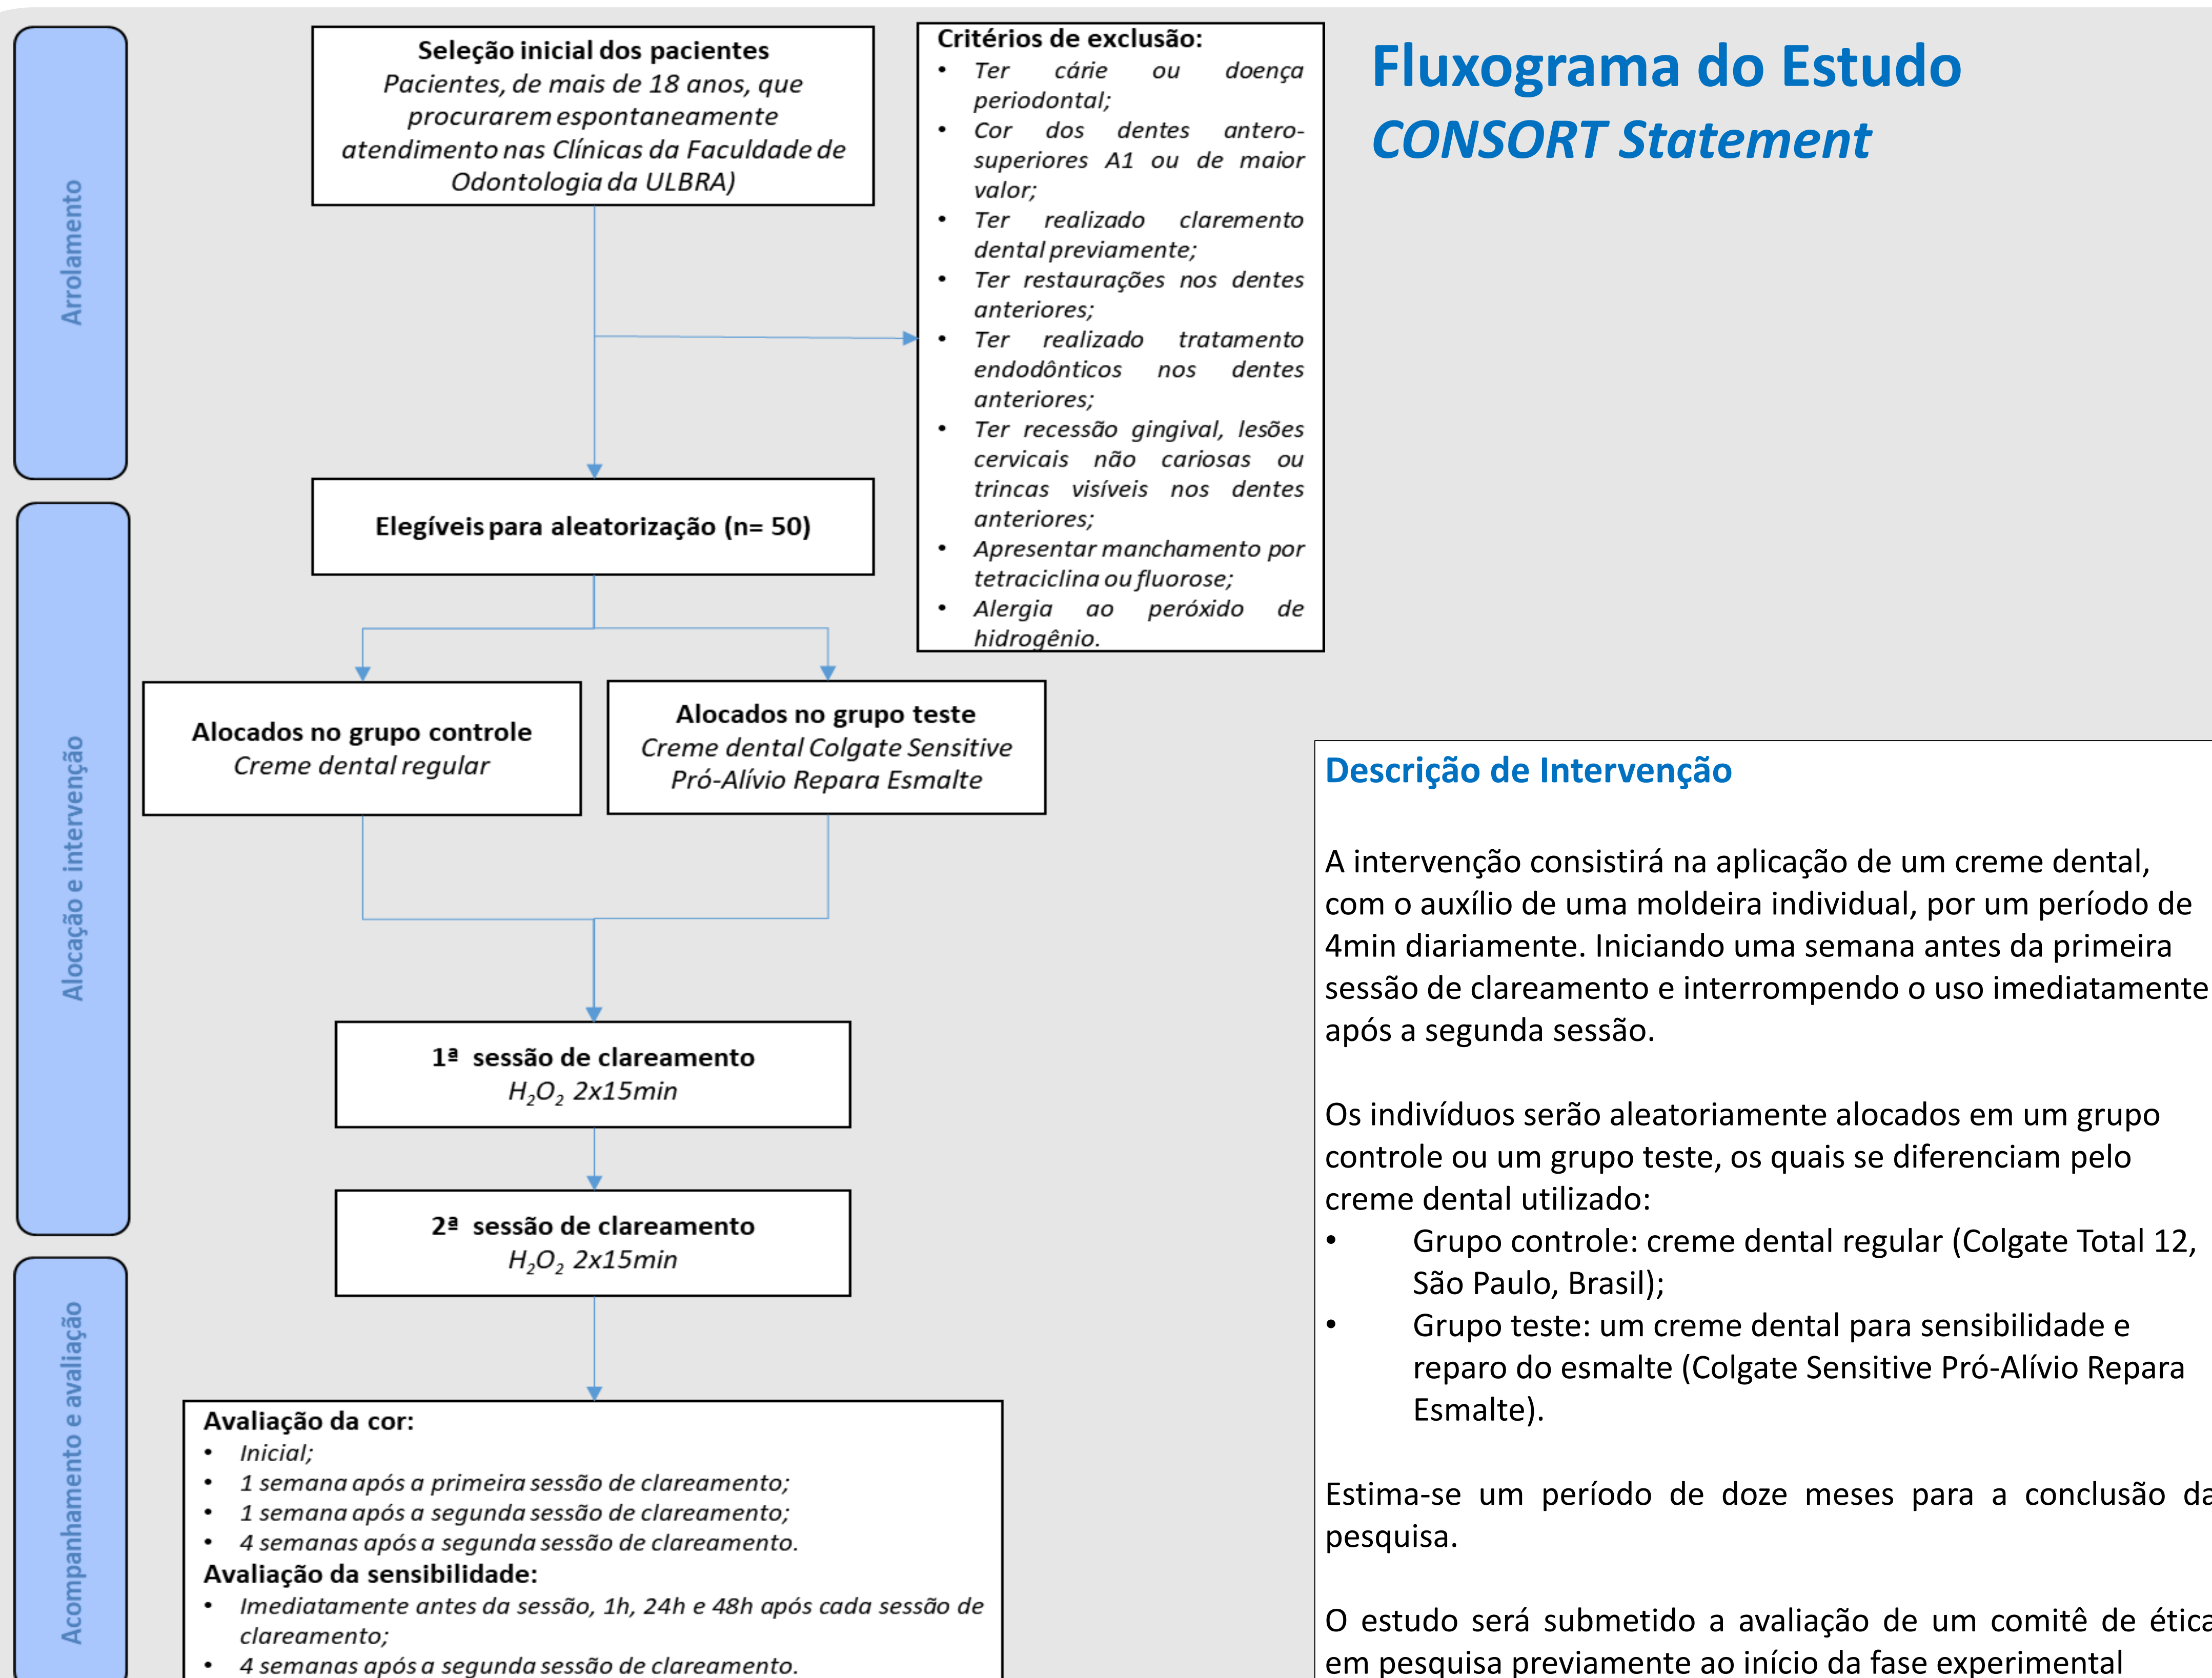 Fluxograma do Estudo
CONSORT Statement
Arrolamento
Seleção inicial dos pacientes
Pacientes, de mais de 18 anos, que
procurarem espontaneamente
atendimento nas Clínicas da Faculdade de
Odontologia da ULBRA)
Critérios de exclusão:
• Ter cárie ou doença
periodontal;
• Cor dos dentes antero-
superiores A1 ou de maior
valor;
• Ter realizado claremento
dental previamente;
• Ter restaurações nos dentes
anteriores;
• Ter realizado tratamento
endodônticos nos dentes
anteriores;
• Ter recessão gingival, lesões
cervicais não cariosas ou
trincas visíveis nos dentes
anteriores;
• Apresentar manchamento por
tetraciclina ou fluorose;
• Alergia ao peróxido de
hidrogênio.
Elegíveis para aleatorização (n= 50)
Alocação e intervenção
Alocados no grupo controle
Creme dental regular
Alocados no grupo teste
Creme dental Colgate Sensitive
Pró-Alívio Repara Esmalte
1ª sessão de clareamento
H₂O₂ 2x15min
2ª sessão de clareamento
H₂O₂ 2x15min
Acompanhamento e avaliação
Avaliação da cor:
• Inicial;
• 1 semana após a primeira sessão de clareamento;
• 1 semana após a segunda sessão de clareamento;
• 4 semanas após a segunda sessão de clareamento.
Avaliação da sensibilidade:
• Imediatamente antes da sessão, 1h, 24h e 48h após cada sessão de
clareamento;
• 4 semanas após a segunda sessão de clareamento.
Descrição de Intervenção
A intervenção consistirá na aplicação de um creme dental,
com o auxílio de uma moldeira individual, por um período de
4min diariamente. Iniciando uma semana antes da primeira
sessão de clareamento e interrompendo o uso imediatamente
após a segunda sessão.
Os indivíduos serão aleatoriamente alocados em um grupo
controle ou um grupo teste, os quais se diferenciam pelo
creme dental utilizado:
• Grupo controle: creme dental regular (Colgate Total 12,
São Paulo, Brasil);
• Grupo teste: um creme dental para sensibilidade e
reparo do esmalte (Colgate Sensitive Pró-Alívio Repara
Esmalte).
Estima-se um período de doze meses para a conclusão da
pesquisa.
O estudo será submetido a avaliação de um comitê de ética
em pesquisa previamente ao início da fase experimental